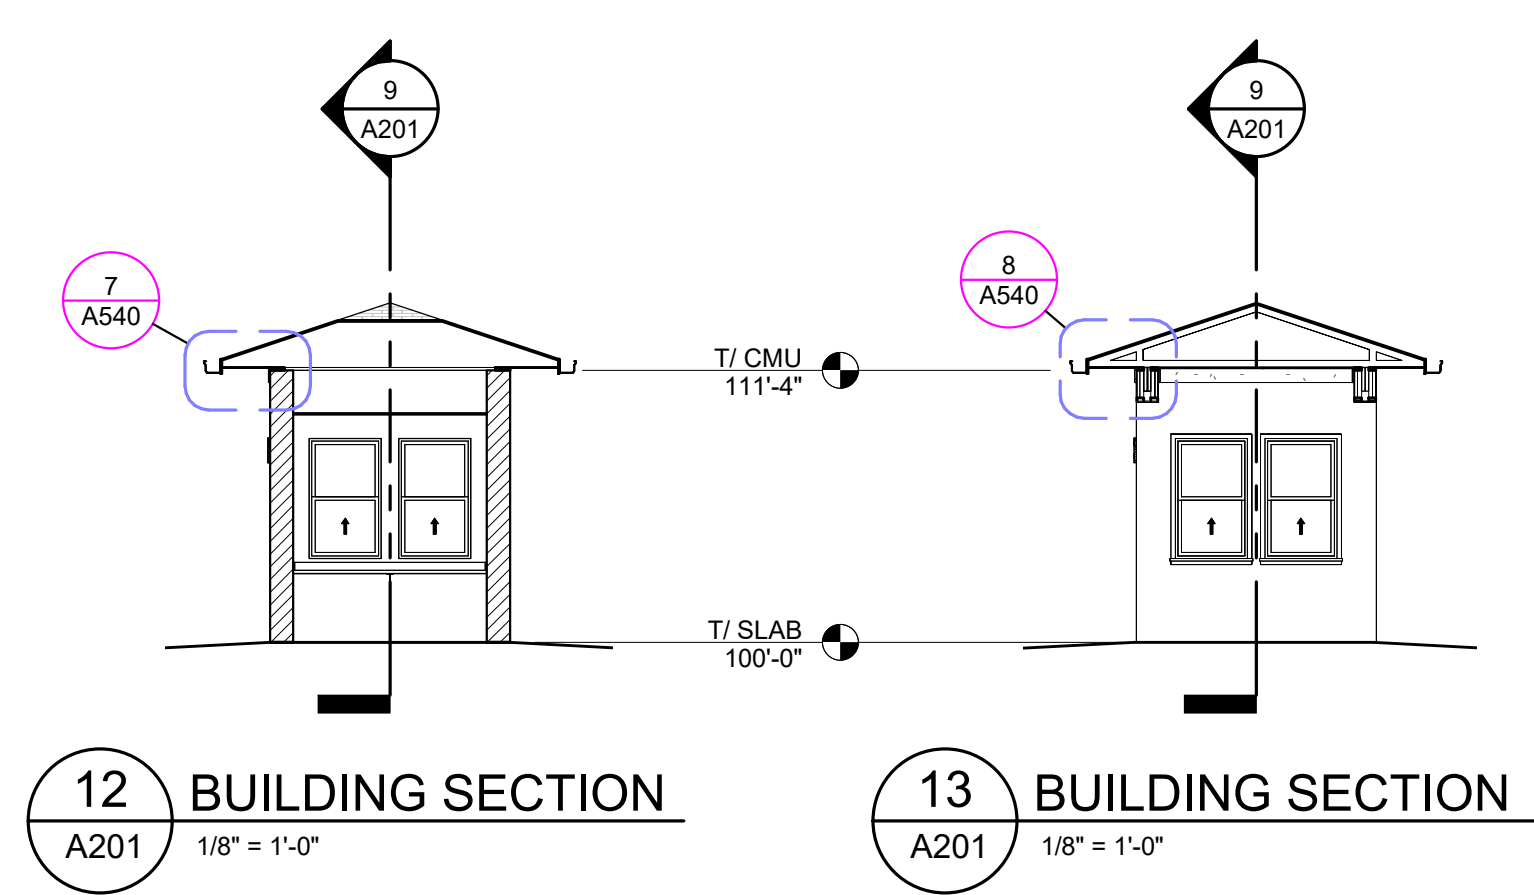 9
A201
9
A201
7
A540
8
A540
T/ CMU
111'-4"
T/ SLAB
100'-0"
12
A201
BUILDING SECTION
1/8" = 1'-0"
13
A201
BUILDING SECTION
1/8" = 1'-0"